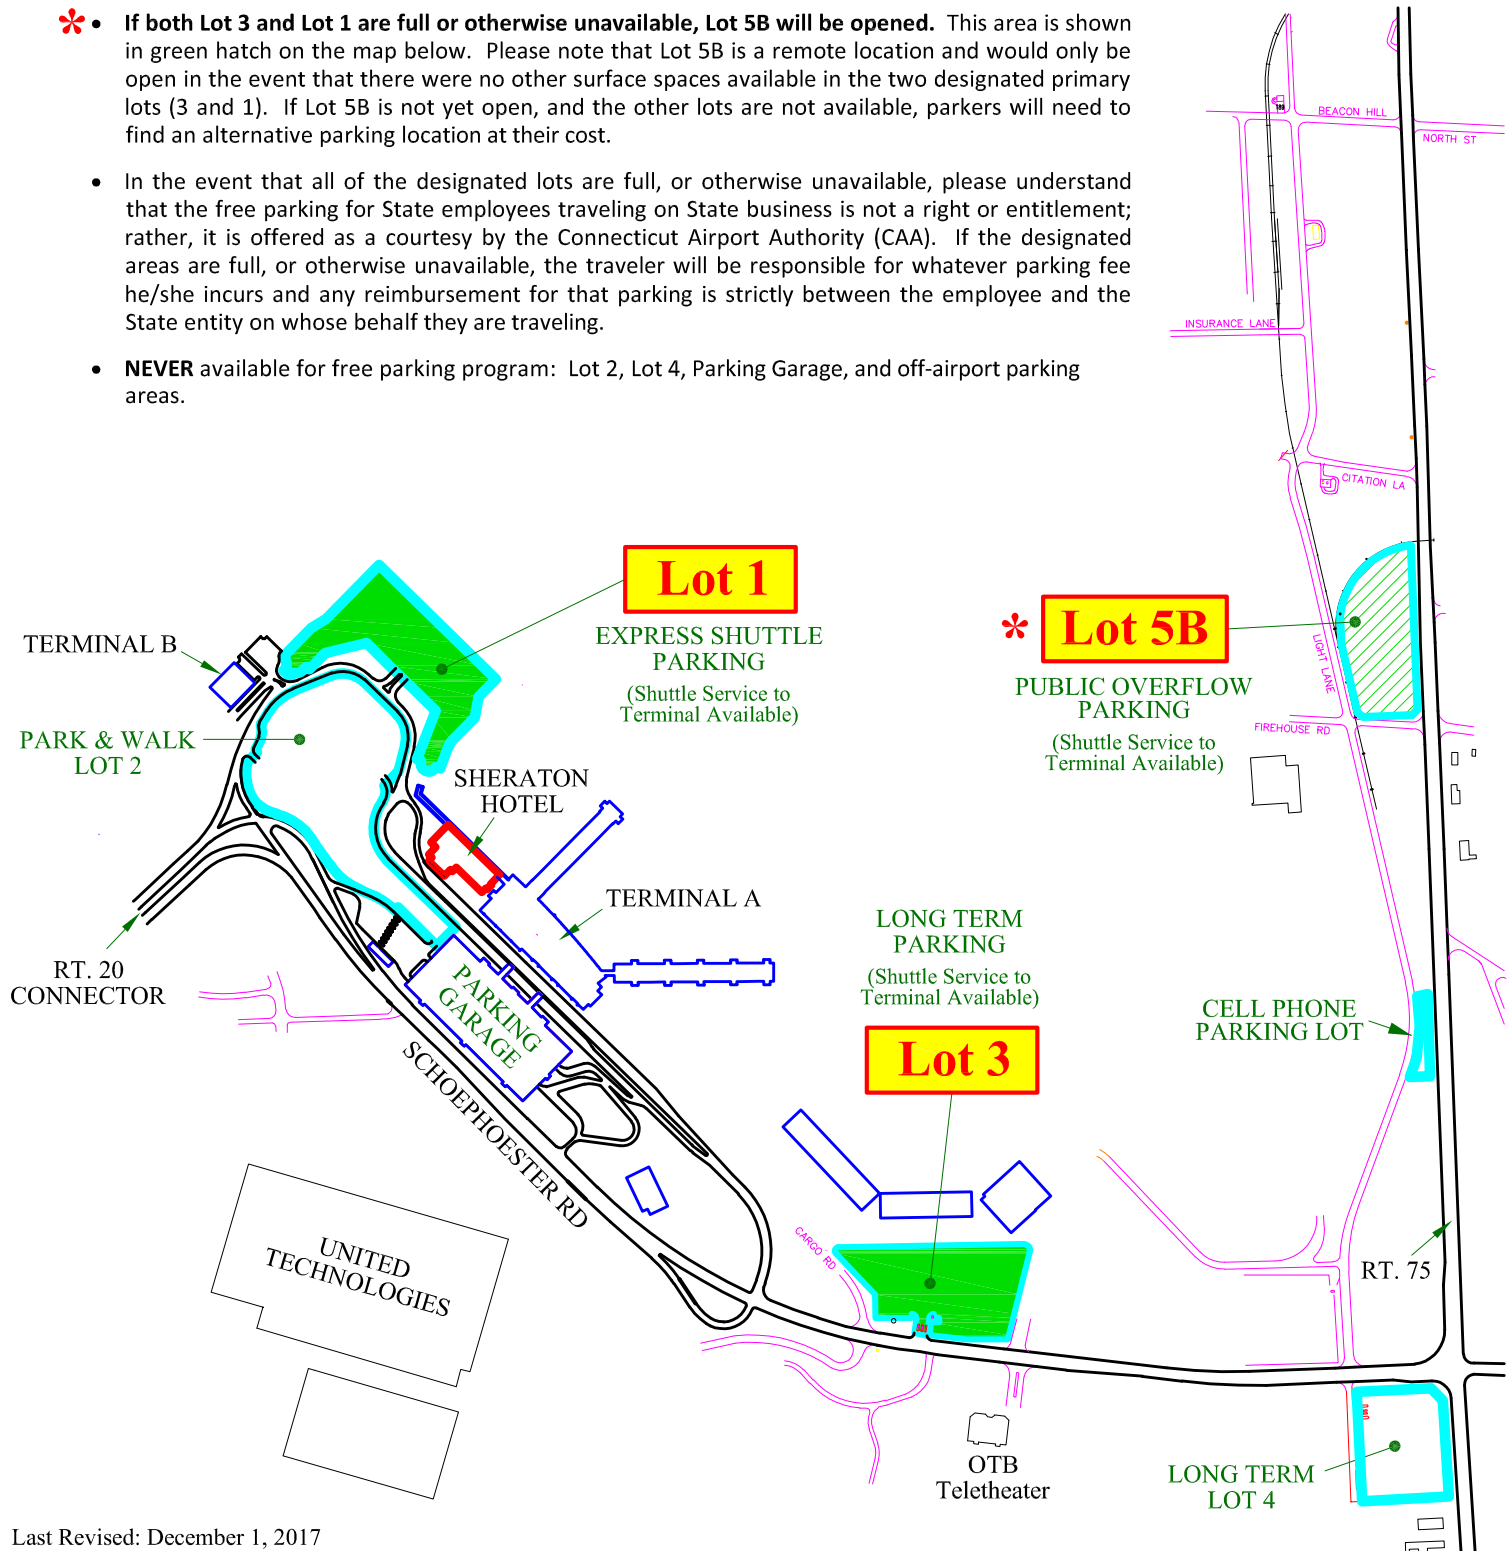 * • If both Lot 3 and Lot 1 are full or otherwise unavailable, Lot 5B will be opened. This area is shown
in green hatch on the map below. Please note that Lot 5B is a remote location and would only be
open in the event that there were no other surface spaces available in the two designated primary
lots (3 and 1). If Lot 5B is not yet open, and the other lots are not available, parkers will need to
find an alternative parking location at their cost.
• In the event that all of the designated lots are full, or otherwise unavailable, please understand
that the free parking for State employees traveling on State business is not a right or entitlement;
rather, it is offered as a courtesy by the Connecticut Airport Authority (CAA). If the designated
areas are full, or otherwise unavailable, the traveler will be responsible for whatever parking fee
he/she incurs and any reimbursement for that parking is strictly between the employee and the
State entity on whose behalf they are traveling.
• NEVER available for free parking program: Lot 2, Lot 4, Parking Garage, and off-airport parking
areas.
BEACON HILL
NORTH ST
INSURANCE LANE
CITATION LA
LIGHT LANE
FIREHOUSE RD
Lot 1
EXPRESS SHUTTLE
PARKING
(Shuttle Service to
Terminal Available)
* Lot 5B
PUBLIC OVERFLOW
PARKING
(Shuttle Service to
Terminal Available)
TERMINAL B
PARK & WALK
LOT 2
SHERATON
HOTEL
TERMINAL A
RT. 20
CONNECTOR
PARKING
GARAGE
SCHOEPHOESTER RD
LONG TERM
PARKING
(Shuttle Service to
Terminal Available)
Lot 3
CELL PHONE
PARKING LOT
CARGO RD
RT. 75
UNITED
TECHNOLOGIES
OTB
Teletheater
LONG TERM
LOT 4
Last Revised: December 1, 2017